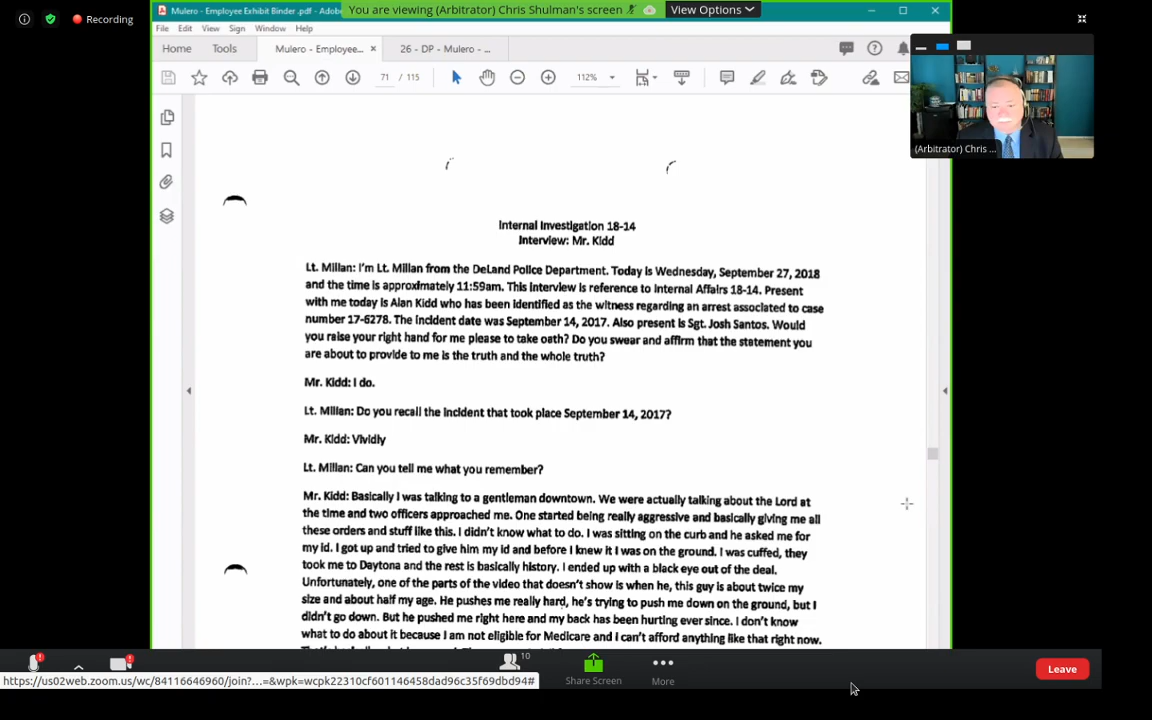 Recording
Mulero - Employee Exhibit Binder .pdf - Adob
You are viewing (Arbitrator) Chris Shulman's screen
View Options
File Edit View Sign Window Help
Home Tools Mulero - Employee... × 26 - DP - Mulero - ...
71 / 115 112%
(Arbitrator) Chris ...
Internal Investigation 18-14
Interview: Mr. Kidd
Lt. Millan: I'm Lt. Millan from the DeLand Police Department. Today is Wednesday, September 27, 2018
and the time is approximately 11:59am. This interview is reference to Internal Affairs 18-14. Present
with me today is Alan Kidd who has been identified as the witness regarding an arrest associated to case
number 17-6278. The incident date was September 14, 2017. Also present is Sgt. Josh Santos. Would
you raise your right hand for me please to take oath? Do you swear and affirm that the statement you
are about to provide to me is the truth and the whole truth?
Mr. Kidd: I do.
Lt. Millan: Do you recall the incident that took place September 14, 2017?
Mr. Kidd: Vividly
Lt. Millan: Can you tell me what you remember?
Mr. Kidd: Basically I was talking to a gentleman downtown. We were actually talking about the Lord at
the time and two officers approached me. One started being really aggressive and basically giving me all
these orders and stuff like this. I didn't know what to do. I was sitting on the curb and he asked me for
my id. I got up and tried to give him my id and before I knew it I was on the ground. I was cuffed, they
took me to Daytona and the rest is basically history. I ended up with a black eye out of the deal.
Unfortunately, one of the parts of the video that doesn't show is when he, this guy is about twice my
size and about half my age. He pushes me really hard, he's trying to push me down on the ground, but I
didn't go down. But he pushed me right here and my back has been hurting ever since. I don't know
what to do about it because I am not eligible for Medicare and I can't afford anything like that right now.
10
Share Screen
More
Leave
https://us02web.zoom.us/wc/84116646960/join?...=&wpk=wcpk22310cf601146458dad96c35f69dbd94#